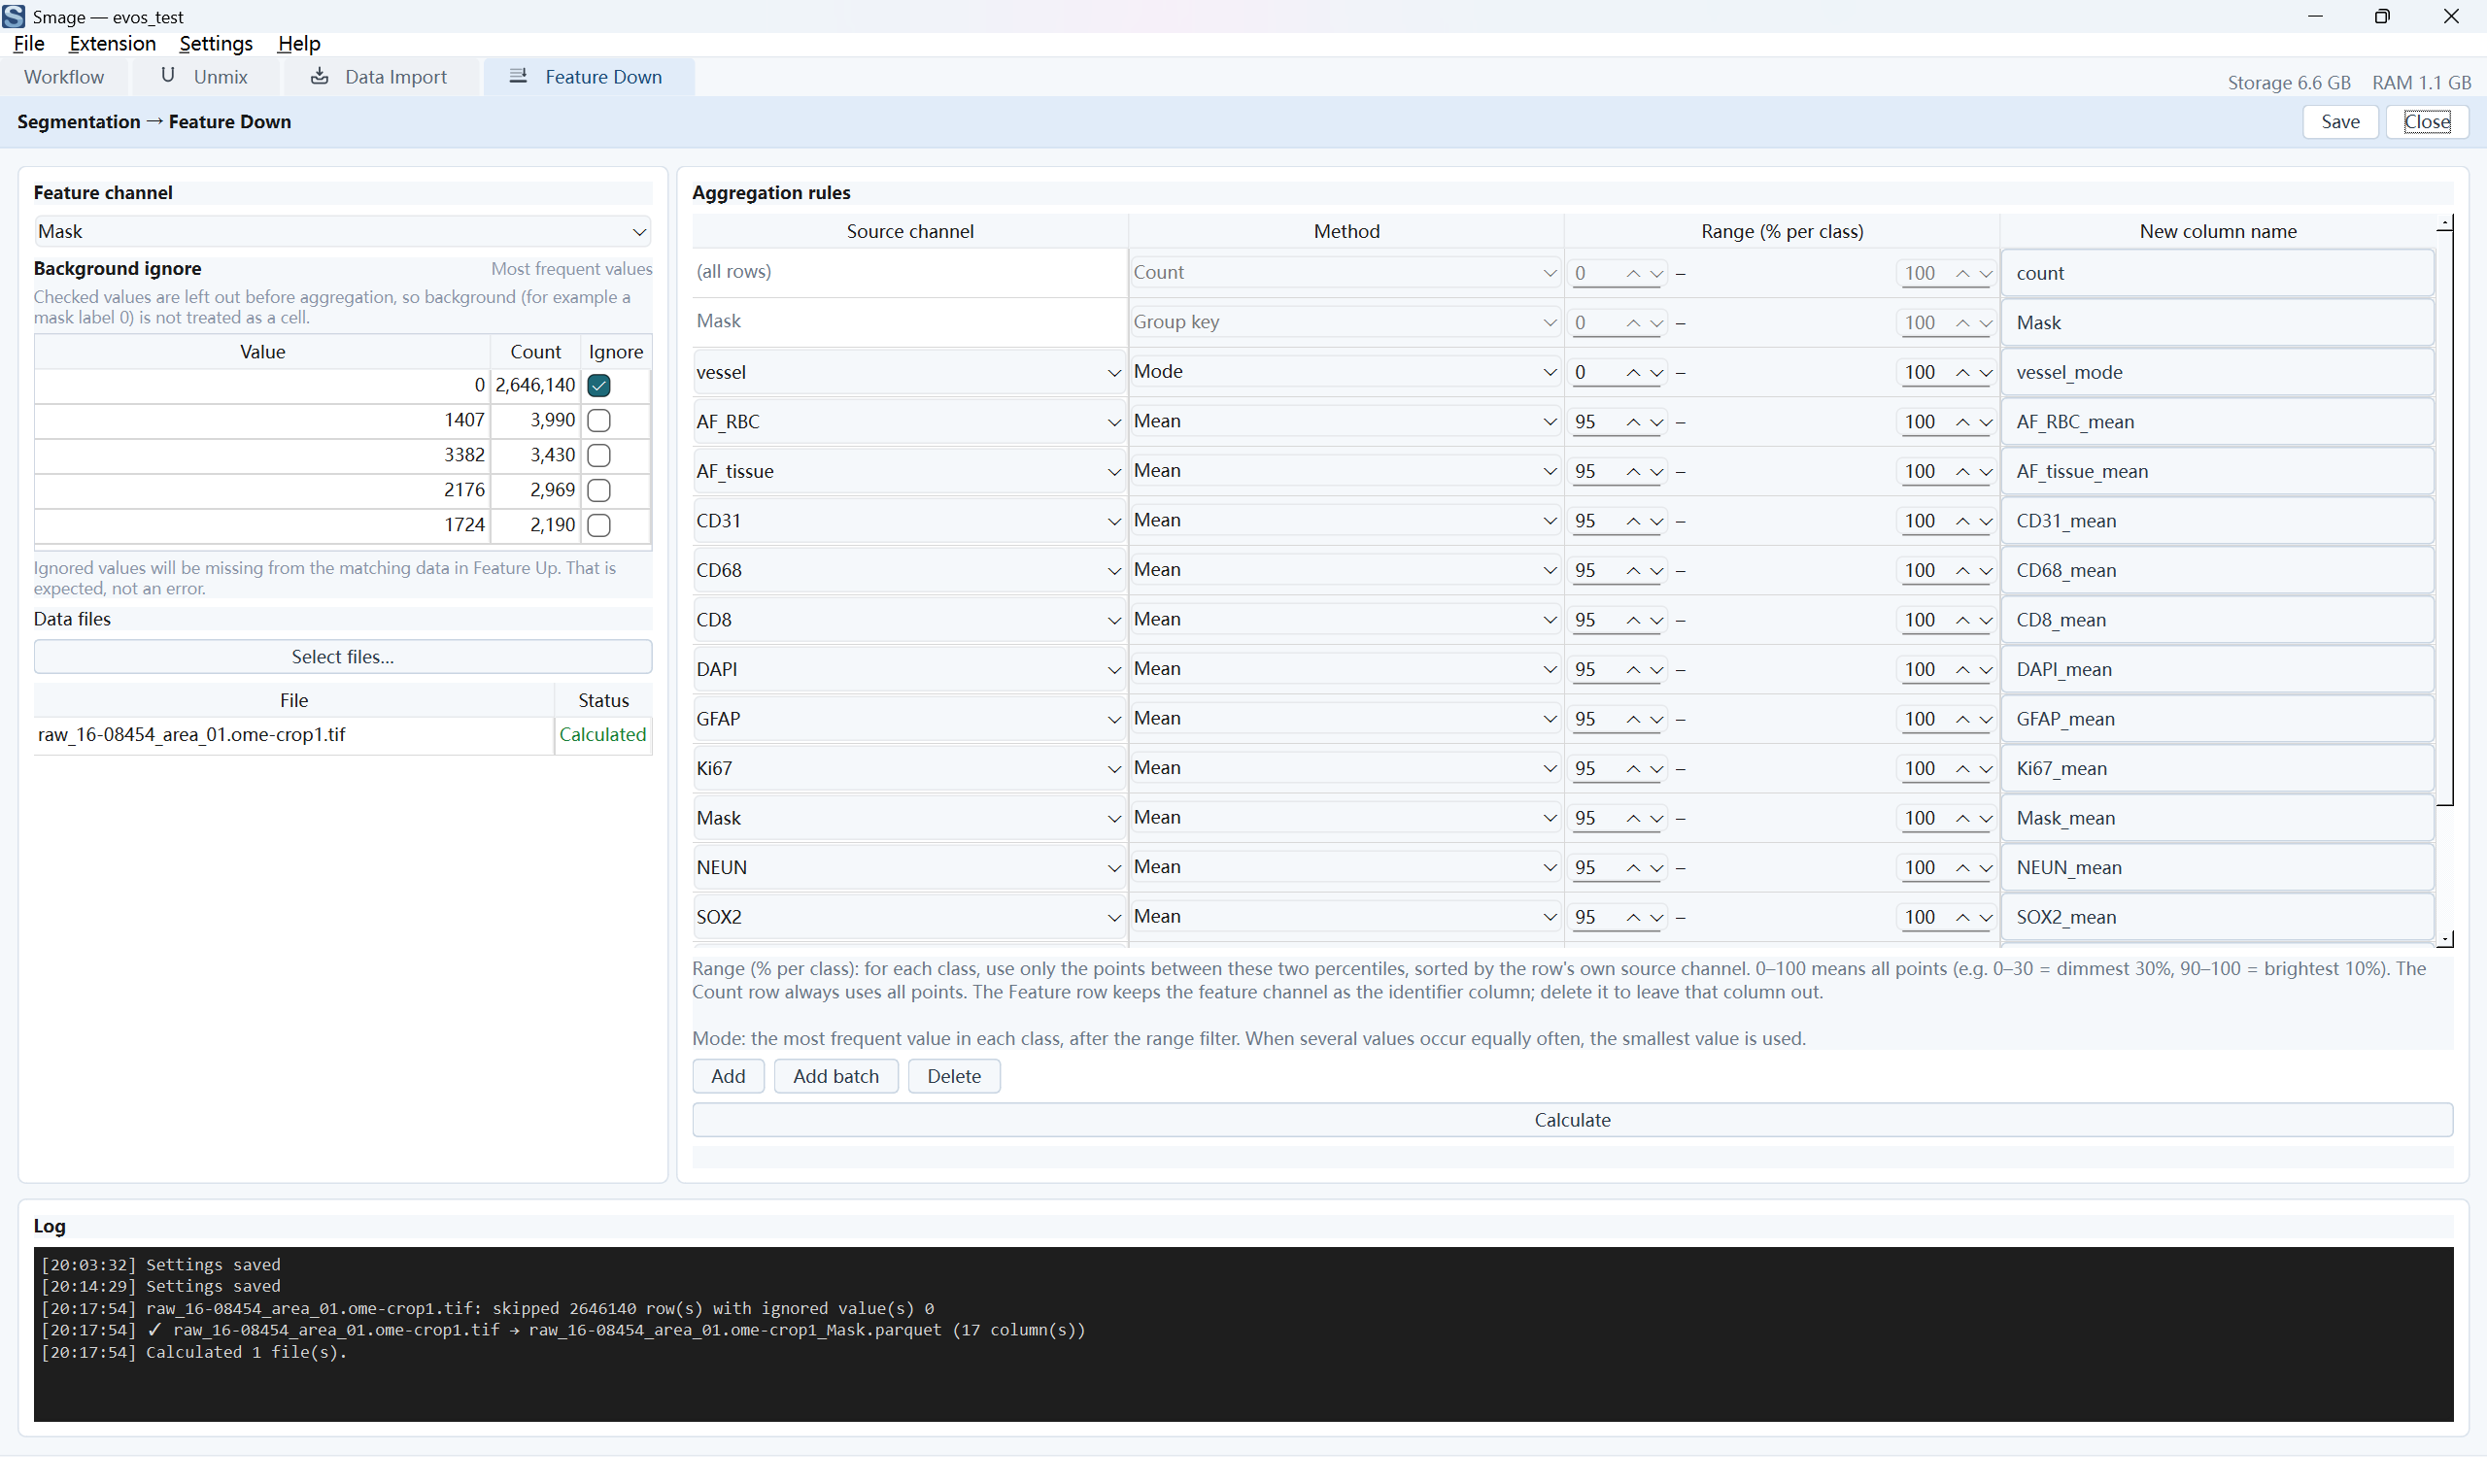 Smage — evos_test
File Extension Settings Help
Workflow Unmix Data Import Feature Down
Storage 6.6 GB RAM 1.1 GB
Segmentation → Feature Down
Save Close
Feature channel
Mask
Background ignore Most frequent values
Checked values are left out before aggregation, so background (for example a
mask label 0) is not treated as a cell.
Value Count Ignore
0 2,646,140
1407 3,990
3382 3,430
2176 2,969
1724 2,190
Ignored values will be missing from the matching data in Feature Up. That is
expected, not an error.
Data files
Select files...
File Status
raw_16-08454_area_01.ome-crop1.tif Calculated
Aggregation rules
Source channel Method Range (% per class) New column name
(all rows) Count 0 – 100 count
Mask Group key 0 – 100 Mask
vessel Mode 0 – 100 vessel_mode
AF_RBC Mean 95 – 100 AF_RBC_mean
AF_tissue Mean 95 – 100 AF_tissue_mean
CD31 Mean 95 – 100 CD31_mean
CD68 Mean 95 – 100 CD68_mean
CD8 Mean 95 – 100 CD8_mean
DAPI Mean 95 – 100 DAPI_mean
GFAP Mean 95 – 100 GFAP_mean
Ki67 Mean 95 – 100 Ki67_mean
Mask Mean 95 – 100 Mask_mean
NEUN Mean 95 – 100 NEUN_mean
SOX2 Mean 95 – 100 SOX2_mean
Range (% per class): for each class, use only the points between these two percentiles, sorted by the row's own source channel. 0–100 means all points (e.g. 0–30 = dimmest 30%, 90–100 = brightest 10%). The
Count row always uses all points. The Feature row keeps the feature channel as the identifier column; delete it to leave that column out.
Mode: the most frequent value in each class, after the range filter. When several values occur equally often, the smallest value is used.
Add Add batch Delete
Calculate
Log
[20:03:32] Settings saved
[20:14:29] Settings saved
[20:17:54] raw_16-08454_area_01.ome-crop1.tif: skipped 2646140 row(s) with ignored value(s) 0
[20:17:54] ✓ raw_16-08454_area_01.ome-crop1.tif → raw_16-08454_area_01.ome-crop1_Mask.parquet (17 column(s))
[20:17:54] Calculated 1 file(s).